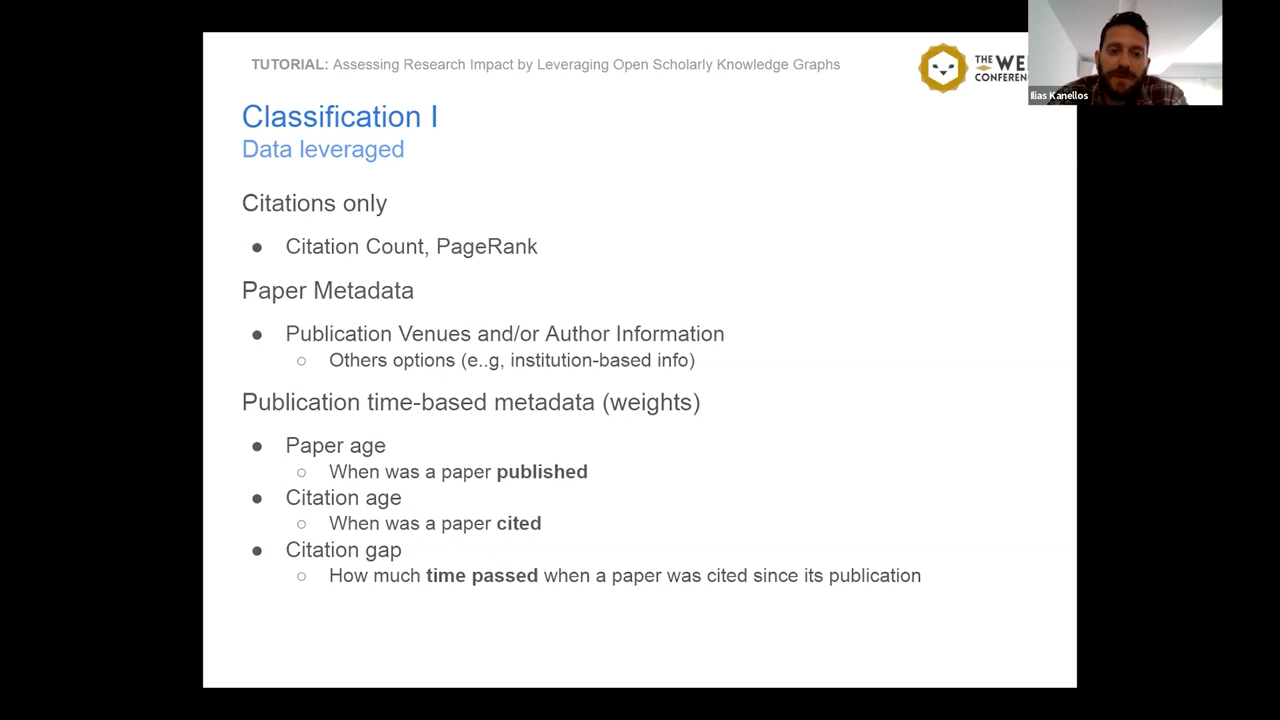 TUTORIAL: Assessing Research Impact by Leveraging Open Scholarly Knowledge Graphs
THE WE
CONFEREN
Ilias Kanellos
Classification I
Data leveraged
Citations only
● Citation Count, PageRank
Paper Metadata
● Publication Venues and/or Author Information
○ Others options (e..g, institution-based info)
Publication time-based metadata (weights)
● Paper age
○ When was a paper published
● Citation age
○ When was a paper cited
● Citation gap
○ How much time passed when a paper was cited since its publication